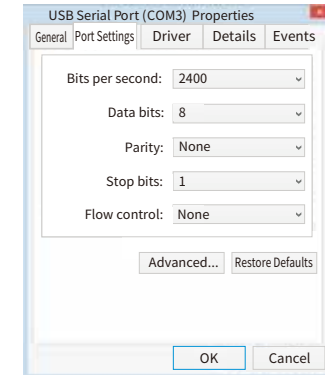 USB Serial Port (COM3) Properties
General Port Settings Driver Details Events
Bits per second: 2400
Data bits: 8
Parity: None
Stop bits: 1
Flow control: None
Advanced... Restore Defaults
OK Cancel